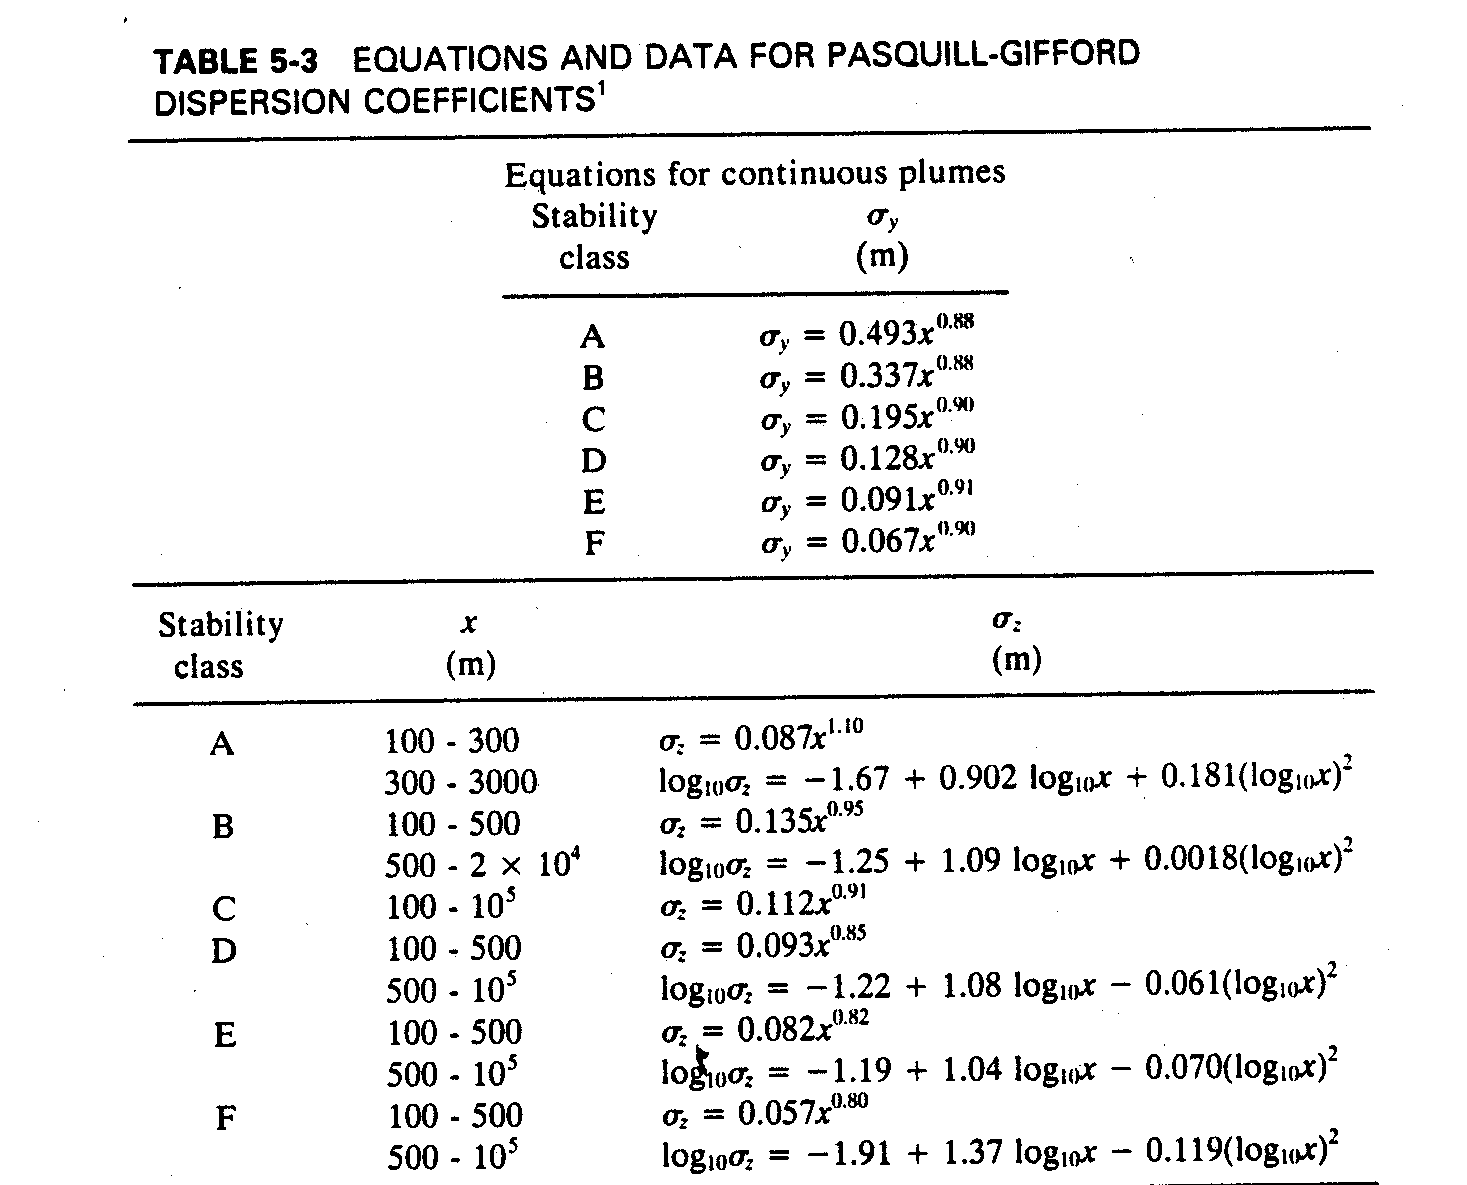 TABLE 5-3 EQUATIONS AND DATA FOR PASQUILL-GIFFORD
DISPERSION COEFFICIENTS¹
Equations for continuous plumes
Stability σy
class (m)
A σy = 0.493x^0.88
B σy = 0.337x^0.88
C σy = 0.195x^0.90
D σy = 0.128x^0.90
E σy = 0.091x^0.91
F σy = 0.067x^0.90
Stability x σz
class (m) (m)
A 100 - 300 σz = 0.087x^1.10
300 - 3000 log10σz = −1.67 + 0.902 log10x + 0.181(log10x)²
B 100 - 500 σz = 0.135x^0.95
500 - 2 × 10⁴ log10σz = −1.25 + 1.09 log10x + 0.0018(log10x)²
C 100 - 10⁵ σz = 0.112x^0.91
D 100 - 500 σz = 0.093x^0.85
500 - 10⁵ log10σz = −1.22 + 1.08 log10x − 0.061(log10x)²
E 100 - 500 σz = 0.082x^0.82
500 - 10⁵ log10σz = −1.19 + 1.04 log10x − 0.070(log10x)²
F 100 - 500 σz = 0.057x^0.80
500 - 10⁵ log10σz = −1.91 + 1.37 log10x − 0.119(log10x)²